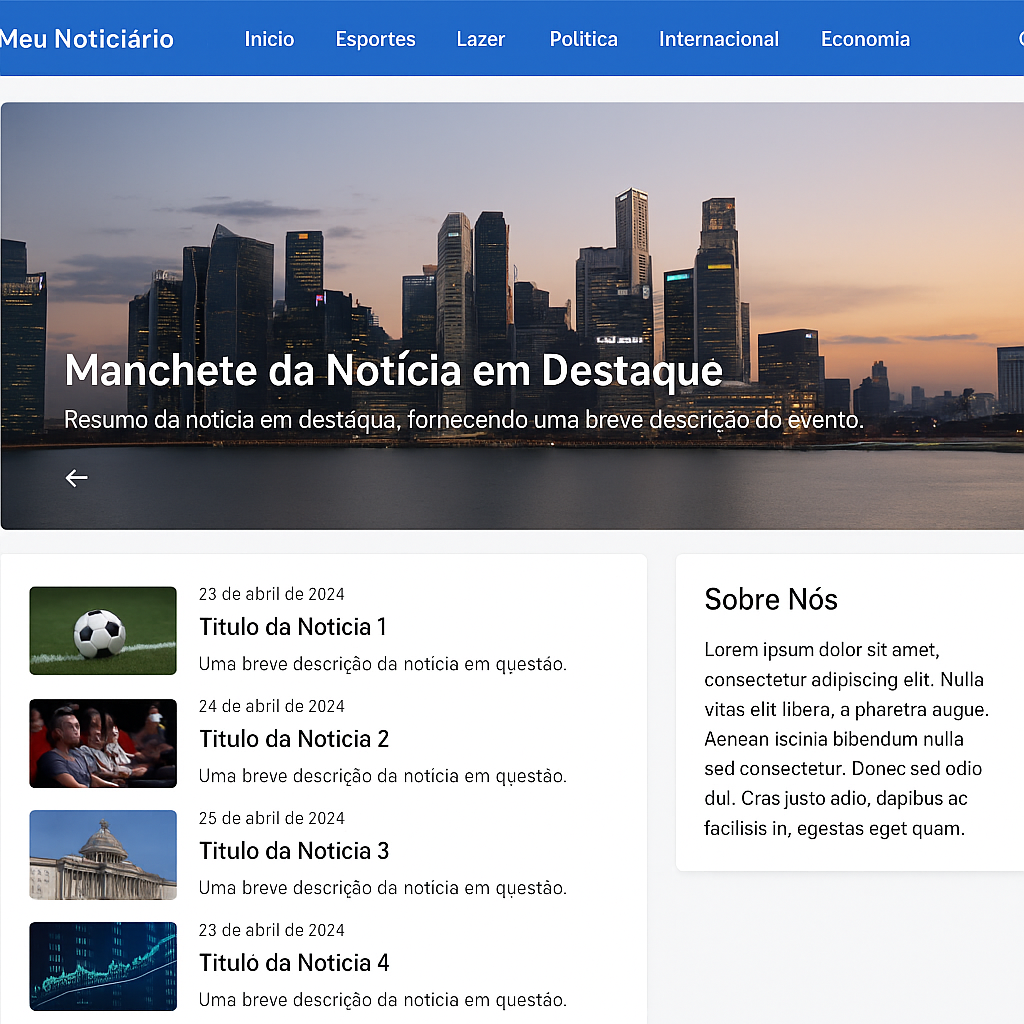 Meu Noticiário
Inicio Esportes Lazer Politica Internacional Economia
Manchete da Notícia em Destaque
Resumo da noticia em destáqua, fornecendo uma breve descrição do evento.
23 de abril de 2024
Titulo da Noticia 1
Uma breve descrição da notícia em questáo.
24 de abril de 2024
Titulo da Noticia 2
Uma breve descrição da notícia em questão.
25 de abril de 2024
Titulo da Noticia 3
Uma breve descrição da notícia em questão.
23 de abril de 2024
Tituló da Noticia 4
Uma breve descrição da noticia em questáo.
Sobre Nós
Lorem ipsum dolor sit amet,
consectetur adipiscing elit. Nulla
vitas elit libera, a pharetra augue.
Aenean iscinia bibendum nulla
sed consectetur. Donec sed odio
dul. Cras justo adio, dapibus ac
facilisis in, egestas eget quam.